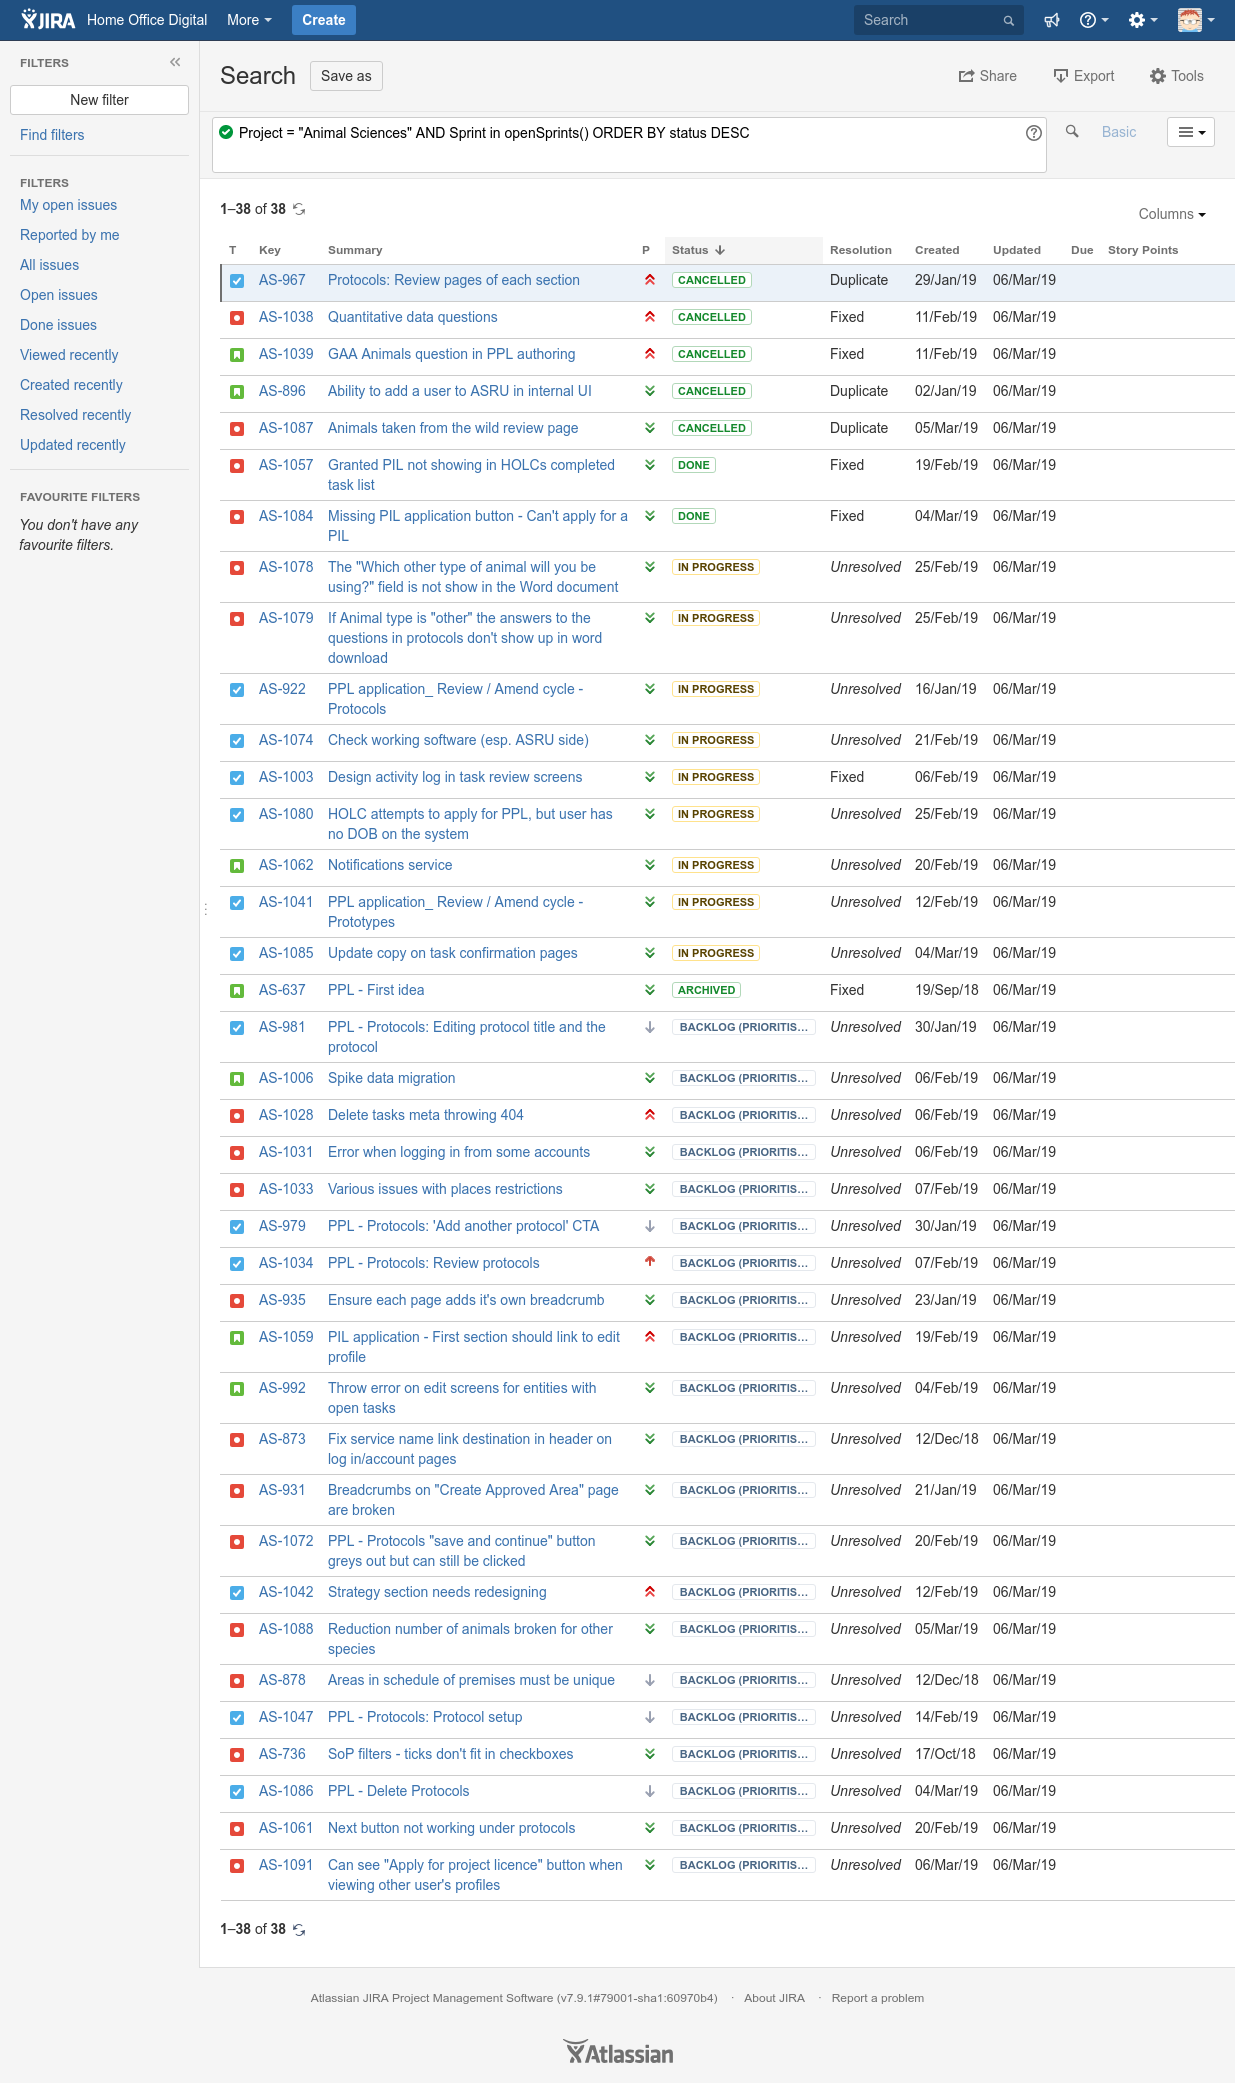 JIRA Home Office Digital More Create Search
FILTERS
New filter
Find filters
FILTERS
My open issues
Reported by me
All issues
Open issues
Done issues
Viewed recently
Created recently
Resolved recently
Updated recently
FAVOURITE FILTERS
You don't have any
favourite filters.
Search Save as Share Export Tools
Project = "Animal Sciences" AND Sprint in openSprints() ORDER BY status DESC Basic
1–38 of 38
Columns
T Key Summary P Status Resolution Created Updated Due Story Points
AS-967 Protocols: Review pages of each section CANCELLED Duplicate 29/Jan/19 06/Mar/19
AS-1038 Quantitative data questions CANCELLED Fixed 11/Feb/19 06/Mar/19
AS-1039 GAA Animals question in PPL authoring CANCELLED Fixed 11/Feb/19 06/Mar/19
AS-896 Ability to add a user to ASRU in internal UI CANCELLED Duplicate 02/Jan/19 06/Mar/19
AS-1087 Animals taken from the wild review page CANCELLED Duplicate 05/Mar/19 06/Mar/19
AS-1057 Granted PIL not showing in HOLCs completed DONE Fixed 19/Feb/19 06/Mar/19
task list
AS-1084 Missing PIL application button - Can't apply for a DONE Fixed 04/Mar/19 06/Mar/19
PIL
AS-1078 The "Which other type of animal will you be IN PROGRESS Unresolved 25/Feb/19 06/Mar/19
using?" field is not show in the Word document
AS-1079 If Animal type is "other" the answers to the IN PROGRESS Unresolved 25/Feb/19 06/Mar/19
questions in protocols don't show up in word
download
AS-922 PPL application_ Review / Amend cycle - IN PROGRESS Unresolved 16/Jan/19 06/Mar/19
Protocols
AS-1074 Check working software (esp. ASRU side) IN PROGRESS Unresolved 21/Feb/19 06/Mar/19
AS-1003 Design activity log in task review screens IN PROGRESS Fixed 06/Feb/19 06/Mar/19
AS-1080 HOLC attempts to apply for PPL, but user has IN PROGRESS Unresolved 25/Feb/19 06/Mar/19
no DOB on the system
AS-1062 Notifications service IN PROGRESS Unresolved 20/Feb/19 06/Mar/19
AS-1041 PPL application_ Review / Amend cycle - IN PROGRESS Unresolved 12/Feb/19 06/Mar/19
Prototypes
AS-1085 Update copy on task confirmation pages IN PROGRESS Unresolved 04/Mar/19 06/Mar/19
AS-637 PPL - First idea ARCHIVED Fixed 19/Sep/18 06/Mar/19
AS-981 PPL - Protocols: Editing protocol title and the BACKLOG (PRIORITIS... Unresolved 30/Jan/19 06/Mar/19
protocol
AS-1006 Spike data migration BACKLOG (PRIORITIS... Unresolved 06/Feb/19 06/Mar/19
AS-1028 Delete tasks meta throwing 404 BACKLOG (PRIORITIS... Unresolved 06/Feb/19 06/Mar/19
AS-1031 Error when logging in from some accounts BACKLOG (PRIORITIS... Unresolved 06/Feb/19 06/Mar/19
AS-1033 Various issues with places restrictions BACKLOG (PRIORITIS... Unresolved 07/Feb/19 06/Mar/19
AS-979 PPL - Protocols: 'Add another protocol' CTA BACKLOG (PRIORITIS... Unresolved 30/Jan/19 06/Mar/19
AS-1034 PPL - Protocols: Review protocols BACKLOG (PRIORITIS... Unresolved 07/Feb/19 06/Mar/19
AS-935 Ensure each page adds it's own breadcrumb BACKLOG (PRIORITIS... Unresolved 23/Jan/19 06/Mar/19
AS-1059 PIL application - First section should link to edit BACKLOG (PRIORITIS... Unresolved 19/Feb/19 06/Mar/19
profile
AS-992 Throw error on edit screens for entities with BACKLOG (PRIORITIS... Unresolved 04/Feb/19 06/Mar/19
open tasks
AS-873 Fix service name link destination in header on BACKLOG (PRIORITIS... Unresolved 12/Dec/18 06/Mar/19
log in/account pages
AS-931 Breadcrumbs on "Create Approved Area" page BACKLOG (PRIORITIS... Unresolved 21/Jan/19 06/Mar/19
are broken
AS-1072 PPL - Protocols "save and continue" button BACKLOG (PRIORITIS... Unresolved 20/Feb/19 06/Mar/19
greys out but can still be clicked
AS-1042 Strategy section needs redesigning BACKLOG (PRIORITIS... Unresolved 12/Feb/19 06/Mar/19
AS-1088 Reduction number of animals broken for other BACKLOG (PRIORITIS... Unresolved 05/Mar/19 06/Mar/19
species
AS-878 Areas in schedule of premises must be unique BACKLOG (PRIORITIS... Unresolved 12/Dec/18 06/Mar/19
AS-1047 PPL - Protocols: Protocol setup BACKLOG (PRIORITIS... Unresolved 14/Feb/19 06/Mar/19
AS-736 SoP filters - ticks don't fit in checkboxes BACKLOG (PRIORITIS... Unresolved 17/Oct/18 06/Mar/19
AS-1086 PPL - Delete Protocols BACKLOG (PRIORITIS... Unresolved 04/Mar/19 06/Mar/19
AS-1061 Next button not working under protocols BACKLOG (PRIORITIS... Unresolved 20/Feb/19 06/Mar/19
AS-1091 Can see "Apply for project licence" button when BACKLOG (PRIORITIS... Unresolved 06/Mar/19 06/Mar/19
viewing other user's profiles
1–38 of 38
Atlassian JIRA Project Management Software (v7.9.1#79001-sha1:60970b4) · About JIRA · Report a problem
Atlassian